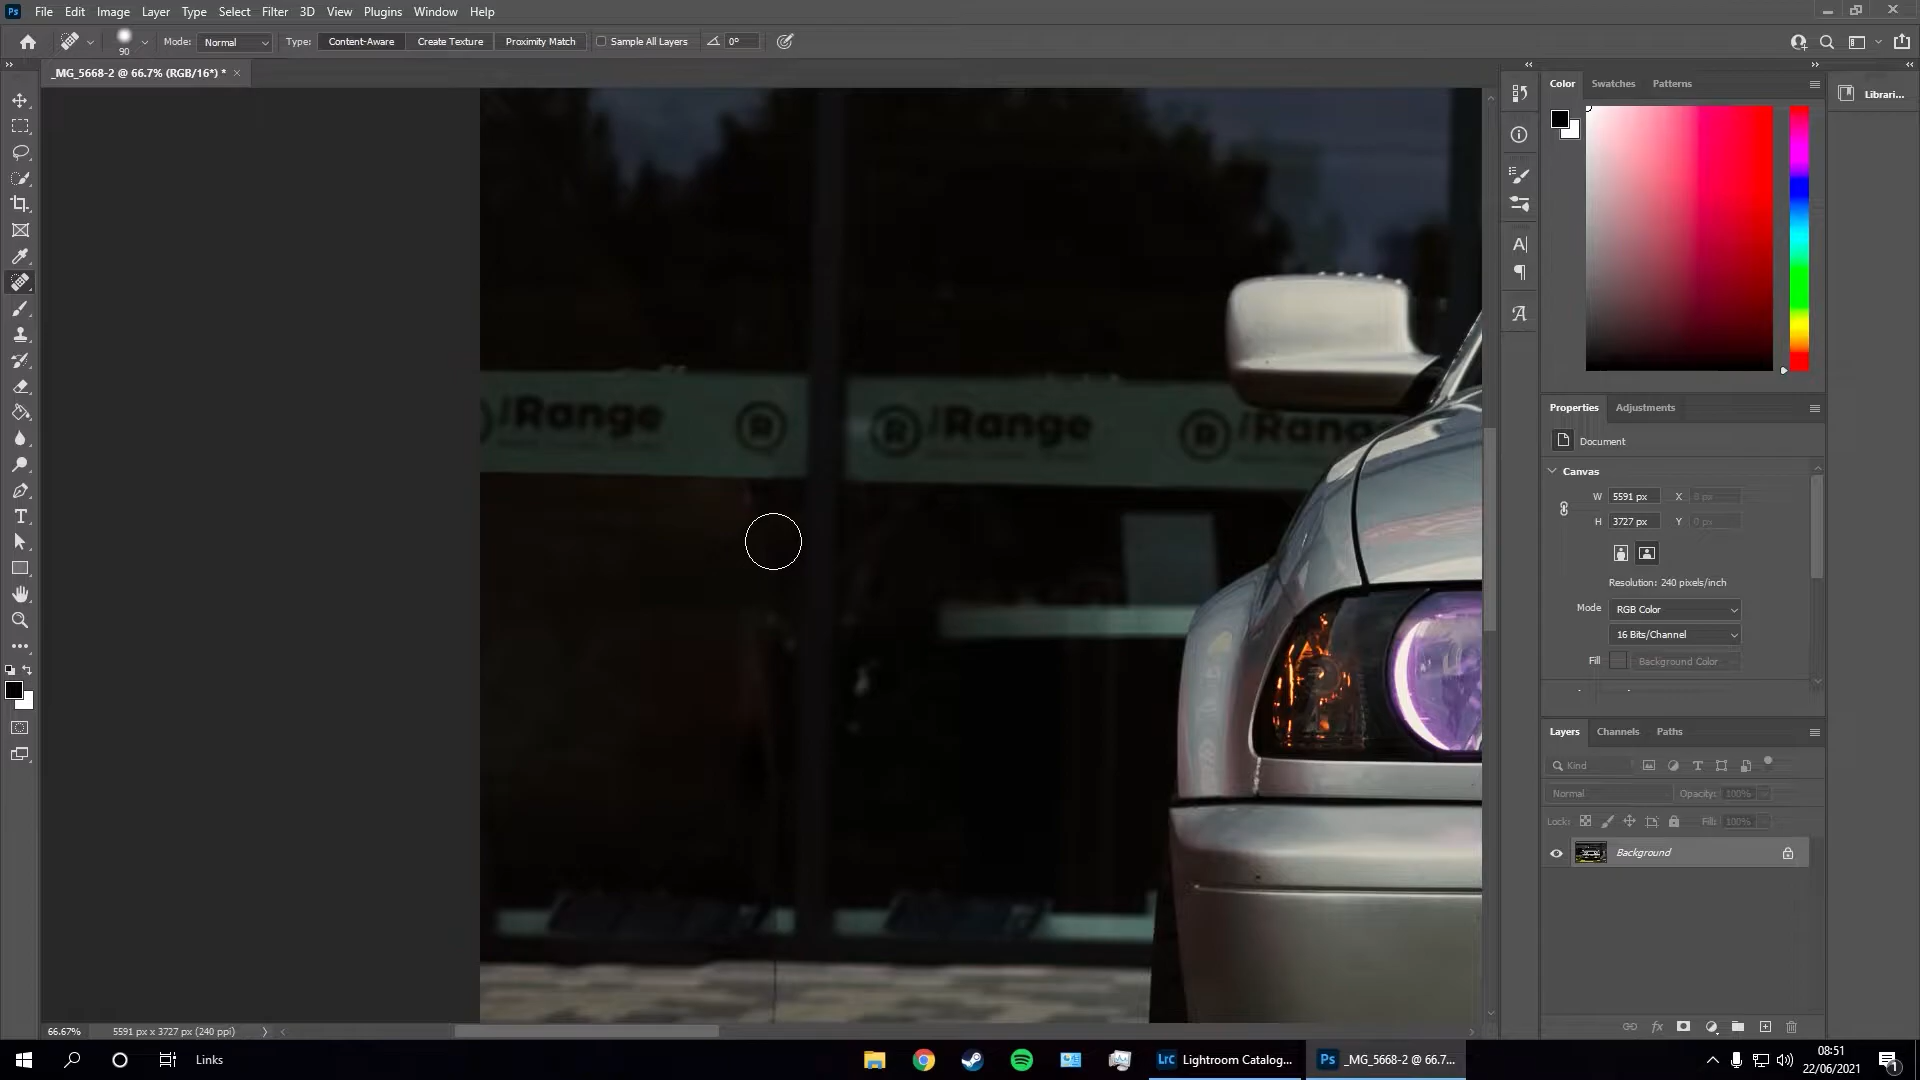 Ps File Edit Image Layer Type Select Filter 3D View Plugins Window Help
90 Mode: Normal Type: Content-Aware Create Texture Proximity Match Sample All Layers 0°
_MG_5668-2 @ 66.7% (RGB/16*) * ×
Color Swatches Patterns
Librari...
Range R R Range R Range
Properties Adjustments
Document
Canvas
W 5591 px X 0 px
H 3727 px Y 0 px
Resolution: 240 pixels/inch
Mode RGB Color
16 Bits/Channel
Fill Background Color
Layers Channels Paths
Kind
Normal Opacity: 100%
Lock: Fill: 100%
Background
fx
66.67% 5591 px x 3727 px (240 ppi)
Links
LrC Lightroom Catalog...
Ps _MG_5668-2 @ 66.7...
08:51
22/06/2021
1